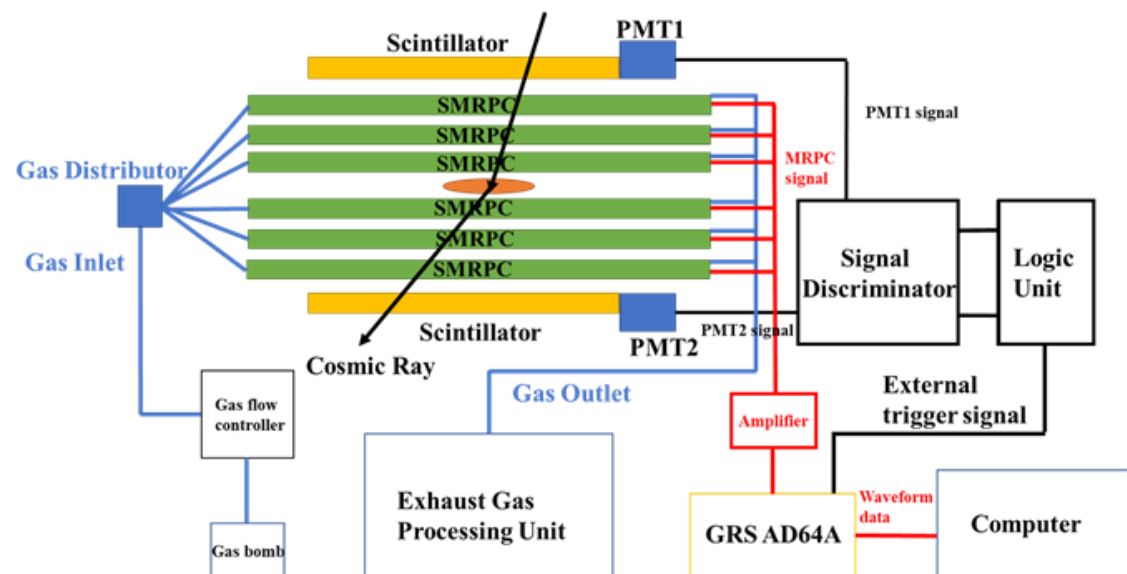 Scintillator
PMT1
SMRPC
SMRPC
SMRPC
SMRPC
SMRPC
SMRPC
Gas Distributor
Gas Inlet
PMT1 signal
MRPC
signal
Signal
Discriminator
Logic
Unit
Scintillator
PMT2
PMT2 signal
Cosmic Ray
Gas Outlet
External
trigger signal
Gas flow
controller
Amplifier
Exhaust Gas
Processing Unit
Gas bomb
GRS AD64A
Waveform
data
Computer